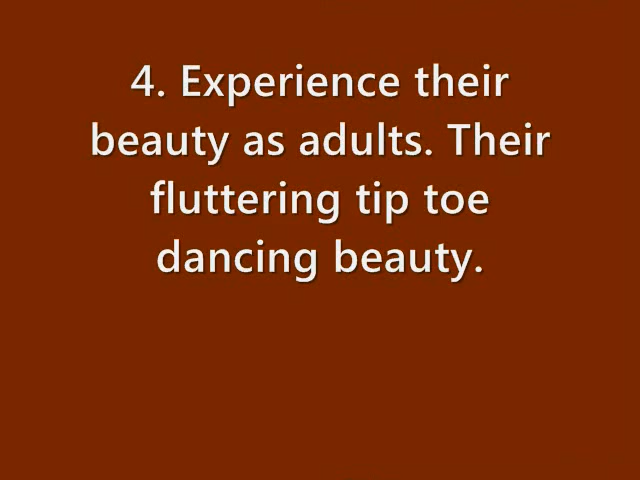 4. Experience their
beauty as adults. Their
fluttering tip toe
dancing beauty.